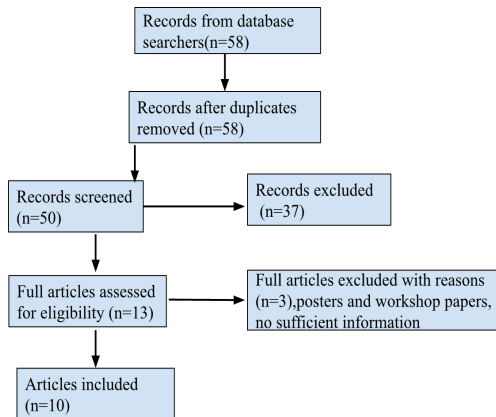 Records from database
searchers(n=58)
Records after duplicates
removed (n=58)
Records screened
(n=50)
Records excluded
(n=37)
Full articles assessed
for eligibility (n=13)
Full articles excluded with reasons
(n=3),posters and workshop papers,
no sufficient information
Articles included
(n=10)